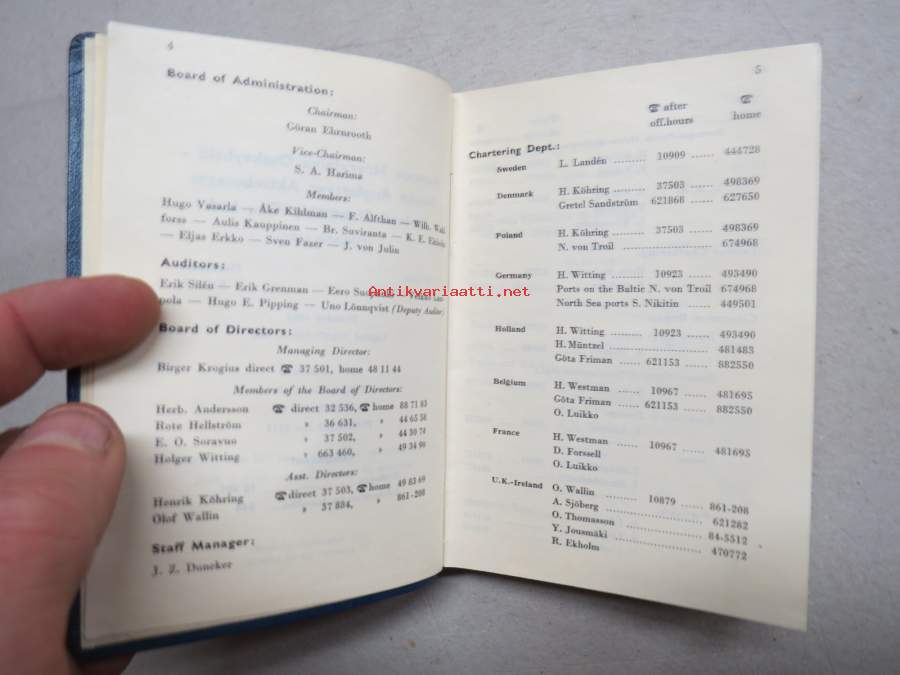 4
Board of Administration:
Chairman:
Göran Ehrnrooth
Vice-Chairman:
S. A. Harima
Members:
Hugo Vasarla — Åke Kihlman — F. Alfthan — Wilh. Wahl-
forss — Aulis Kauppinen — Br. Suviranta — K. E. Ekholm
— Eljas Erkko — Sven Fazer — J. von Julin
Auditors:
Erik Silén — Erik Grenman — Eero
pola — Hugo E. Pipping — Uno Lönnqvist (Deputy Auditor)
Board of Directors:
Managing Director:
Birger Krogius direct ☎ 37 501, home 48 11 44
Members of the Board of Directors:
Herb. Andersson ☎ direct 32 536, ☎ home 88 71 85
Rote Hellström » 36 631, » 44 65 58
E. O. Soravuo » 37 502, » 44 50 74
Holger Witting » 663 460, » 49 34 90
Asst. Directors:
Henrik Köhring ☎ direct 37 503, ☎ home 49 83 69
Olof Wallin » 37 884, » 861-208
Staff Manager:
J. Z. Duncker
5
☎ after ☎
off.hours home
Chartering Dept.:
Sweden L. Landén ........ 10909 ...... 444728
Denmark H. Köhring ........ 37503 ...... 498369
Gretel Sandström 621868 ...... 627650
Poland H. Köhring ........ 37503 ...... 498369
N. von Troil ........ 674968
Germany H. Witting ........ 10923 ...... 493490
Ports on the Baltic N. von Troil 674968
North Sea ports S. Nikitin ...... 449501
Holland H. Witting ........ 10923 ...... 493490
H. Müntzel ........ 481483
Göta Friman ...... 621153 ...... 882550
Belgium H. Westman ...... 10967 ...... 481695
Göta Friman ...... 621153 ...... 882550
O. Luikko
France H. Westman ...... 10967 ...... 481695
D. Forssell
O. Luikko
U.K.-Ireland O. Wallin ........ 10879 ...... 861-208
A. Sjöberg ........ 621282
O. Thomasson ........ 84-5512
Y. Jousmäki ........ 470772
R. Ekholm
Antikvariaatti.net